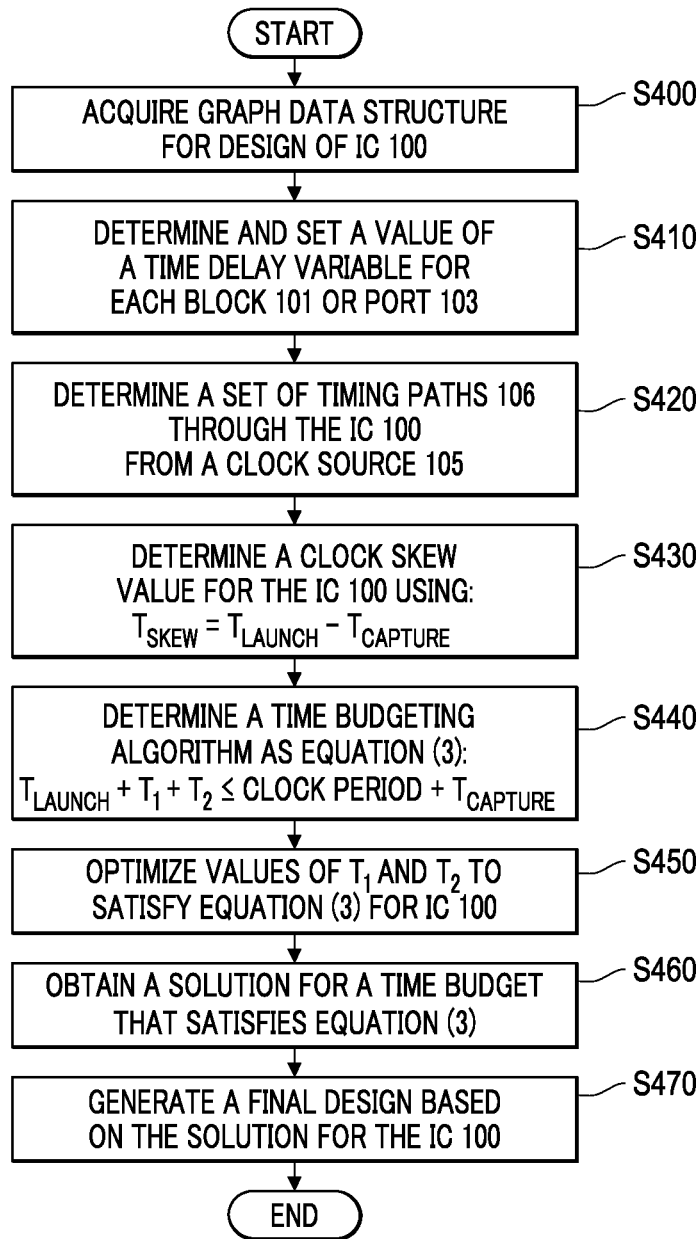 START
ACQUIRE GRAPH DATA STRUCTURE
FOR DESIGN OF IC 100
S400
DETERMINE AND SET A VALUE OF
A TIME DELAY VARIABLE FOR
EACH BLOCK 101 OR PORT 103
S410
DETERMINE A SET OF TIMING PATHS 106
THROUGH THE IC 100
FROM A CLOCK SOURCE 105
S420
DETERMINE A CLOCK SKEW
VALUE FOR THE IC 100 USING:
T_SKEW = T_LAUNCH – T_CAPTURE
S430
DETERMINE A TIME BUDGETING
ALGORITHM AS EQUATION (3):
T_LAUNCH + T₁ + T₂ ≤ CLOCK PERIOD + T_CAPTURE
S440
OPTIMIZE VALUES OF T₁ AND T₂ TO
SATISFY EQUATION (3) FOR IC 100
S450
OBTAIN A SOLUTION FOR A TIME BUDGET
THAT SATISFIES EQUATION (3)
S460
GENERATE A FINAL DESIGN BASED
ON THE SOLUTION FOR THE IC 100
S470
END